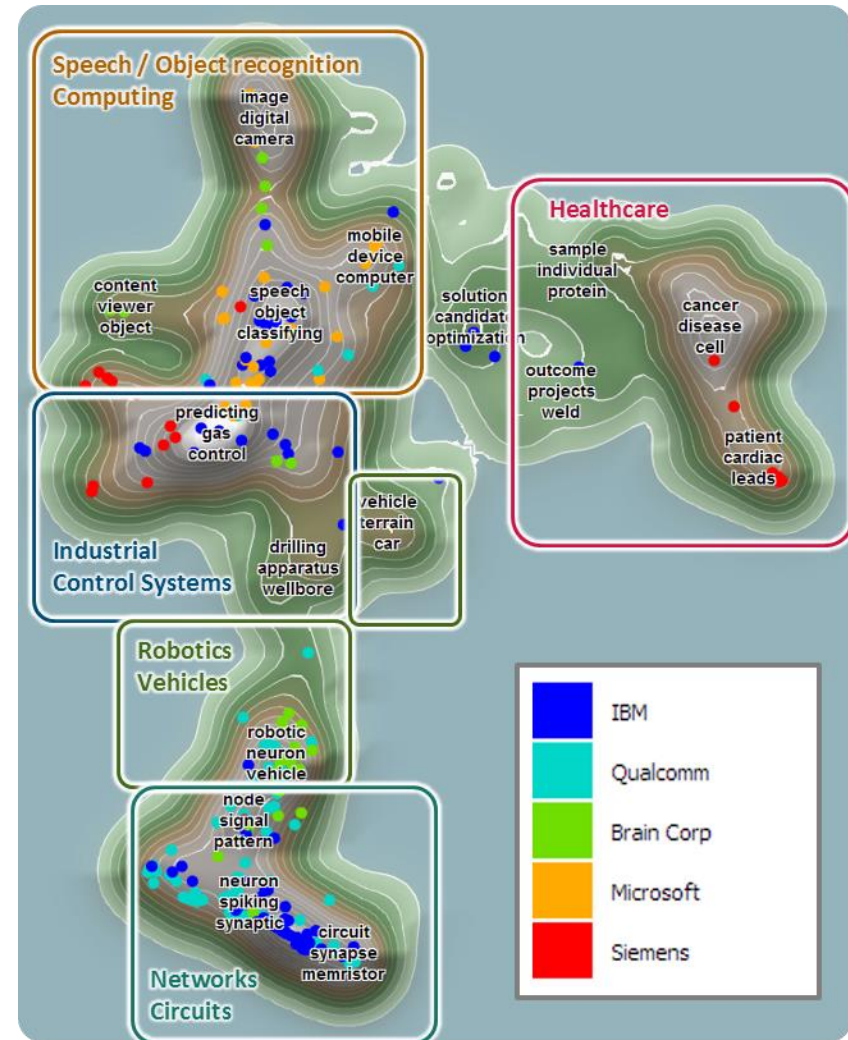 Speech / Object recognition
Computing
image
digital
camera
mobile
device
computer
content
viewer
object
speech
object
classifying
solution
candidate
optimization
Healthcare
sample
individual
protein
cancer
disease
cell
outcome
projects
weld
patient
cardiac
leads
predicting
gas
control
Industrial
Control Systems
drilling
apparatus
wellbore
vehicle
terrain
car
Robotics
Vehicles
robotic
neuron
vehicle
node
signal
pattern
neuron
spiking
synaptic
circuit
synapse
memristor
Networks
Circuits
IBM
Qualcomm
Brain Corp
Microsoft
Siemens